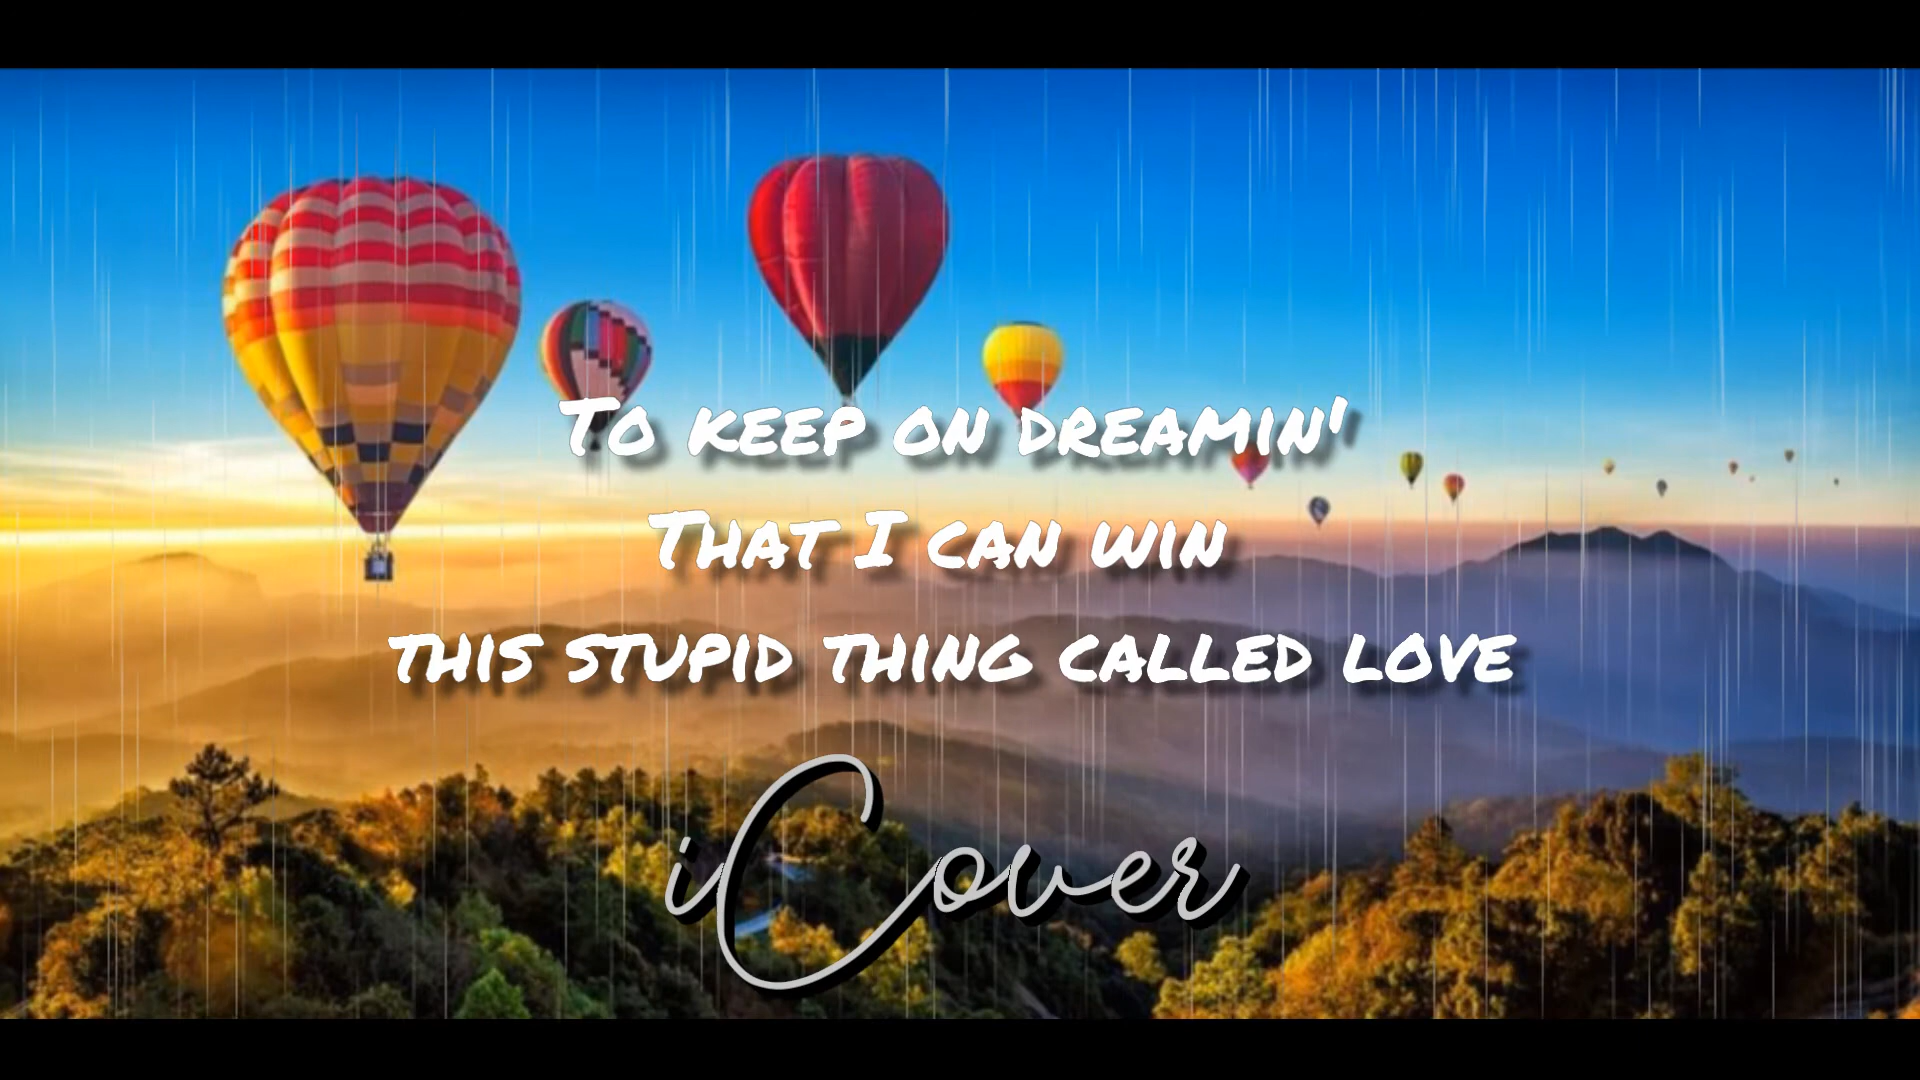 To keep on dreamin'
That I can win
this stupid thing called love
iCover